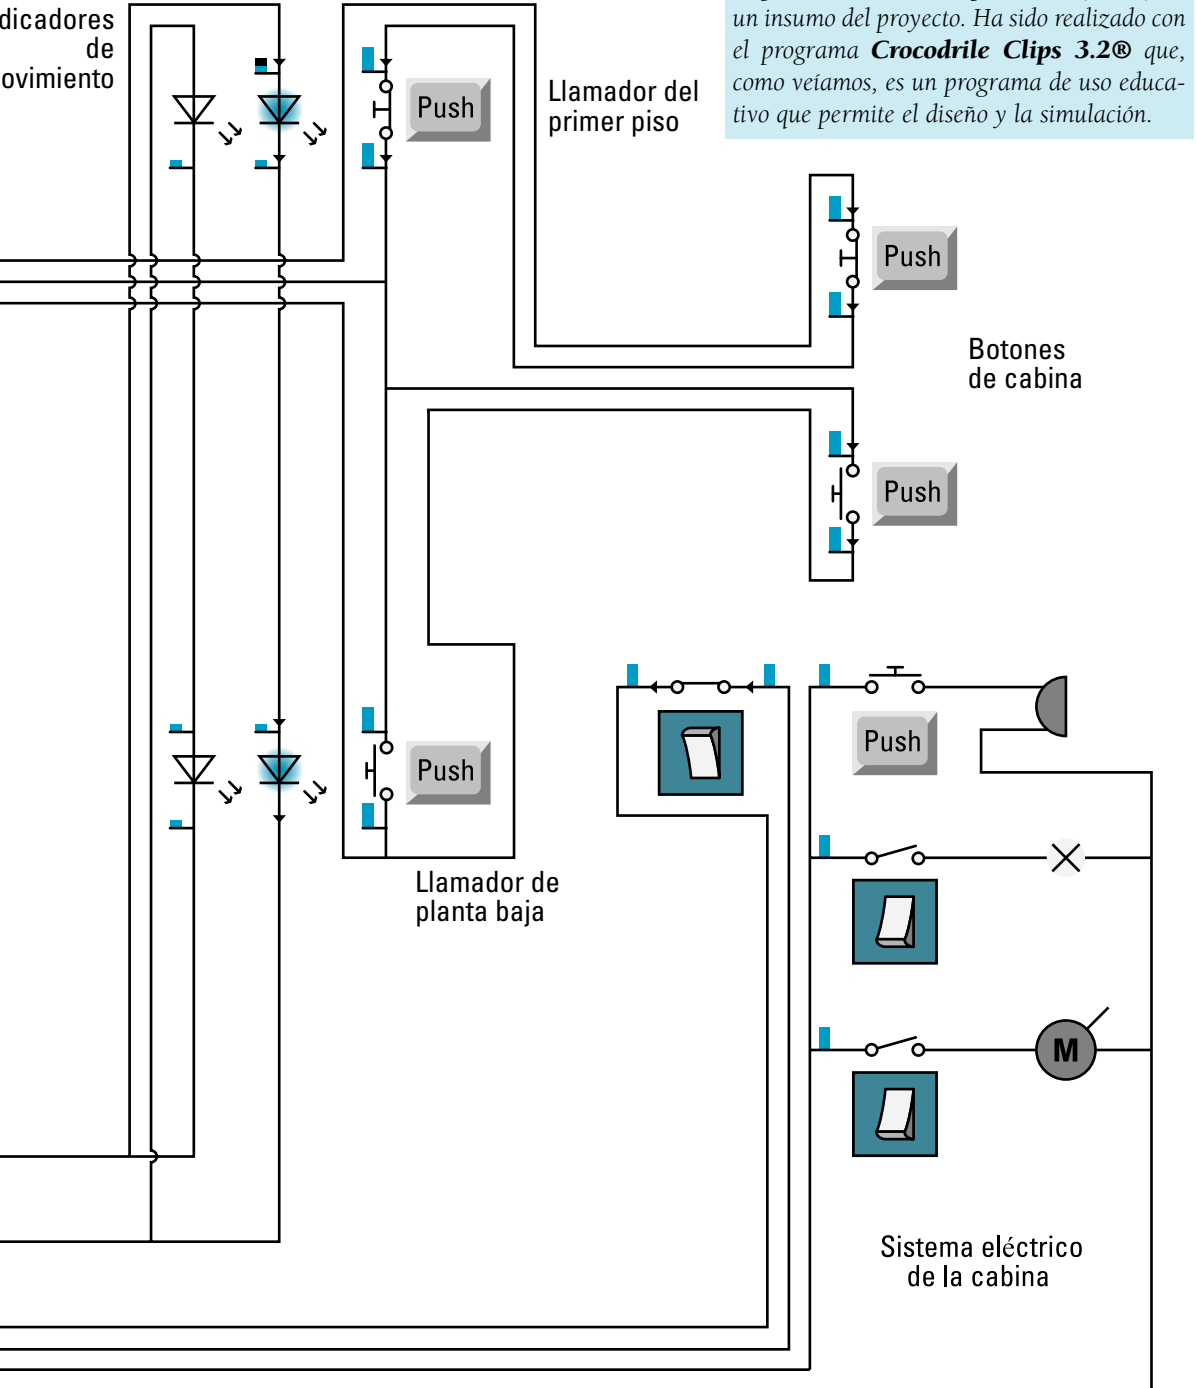 un insumo del proyecto. Ha sido realizado con
el programa Crocodrile Clips 3.2® que,
como veíamos, es un programa de uso educa-
tivo que permite el diseño y la simulación.
dicadores
de
ovimiento
Push
Llamador del
primer piso
Push
Botones
de cabina
Push
Push
Push
Llamador de
planta baja
M
Sistema eléctrico
de la cabina